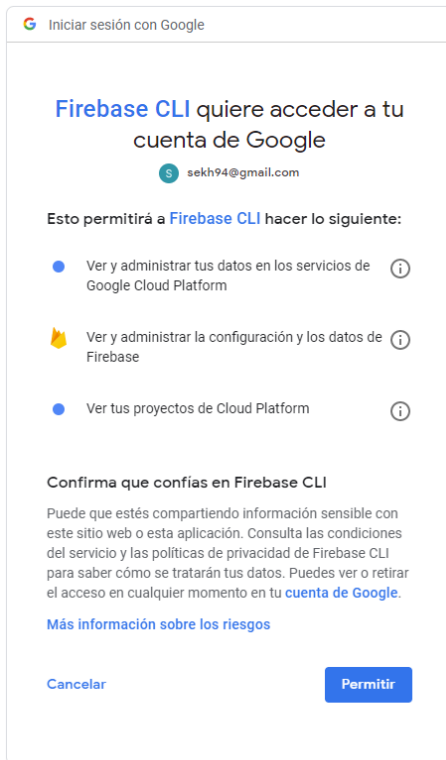 Iniciar sesión con Google
Firebase CLI quiere acceder a tu
cuenta de Google
S sekh94@gmail.com
Esto permitirá a Firebase CLI hacer lo siguiente:
Ver y administrar tus datos en los servicios de
Google Cloud Platform
Ver y administrar la configuración y los datos de
Firebase
Ver tus proyectos de Cloud Platform
Confirma que confías en Firebase CLI
Puede que estés compartiendo información sensible con
este sitio web o esta aplicación. Consulta las condiciones
del servicio y las políticas de privacidad de Firebase CLI
para saber cómo se tratarán tus datos. Puedes ver o retirar
el acceso en cualquier momento en tu cuenta de Google.
Más información sobre los riesgos
Cancelar
Permitir